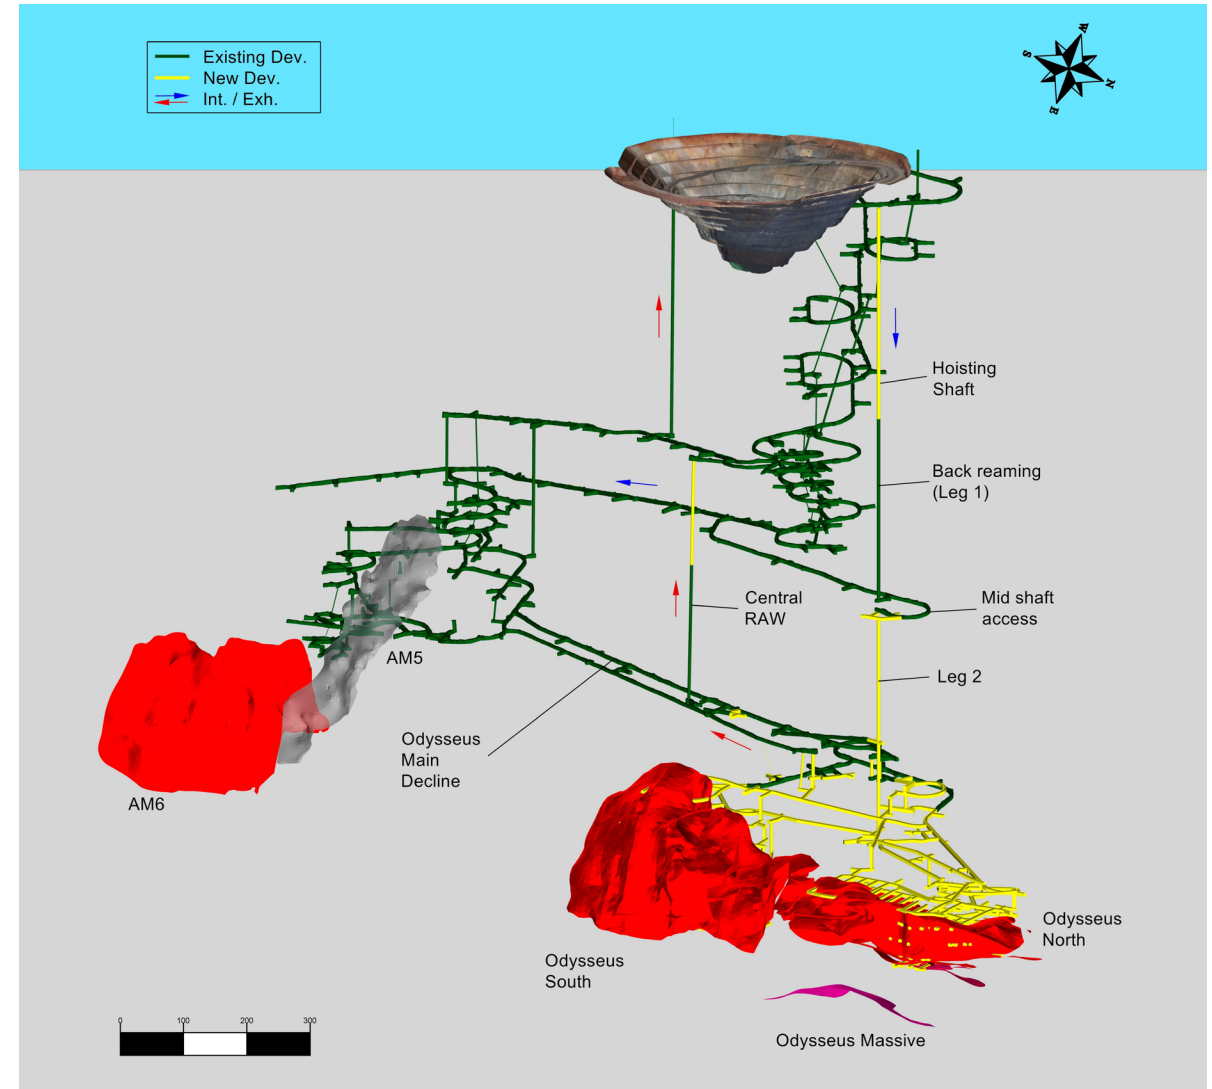 Existing Dev.
New Dev.
Int. / Exh.
W
S
N
E
Hoisting
Shaft
Back reaming
(Leg 1)
Central
RAW
Mid shaft
access
AM5
Leg 2
Odysseus
Main
Decline
AM6
Odysseus
North
Odysseus
South
0 100 200 300
Odysseus Massive